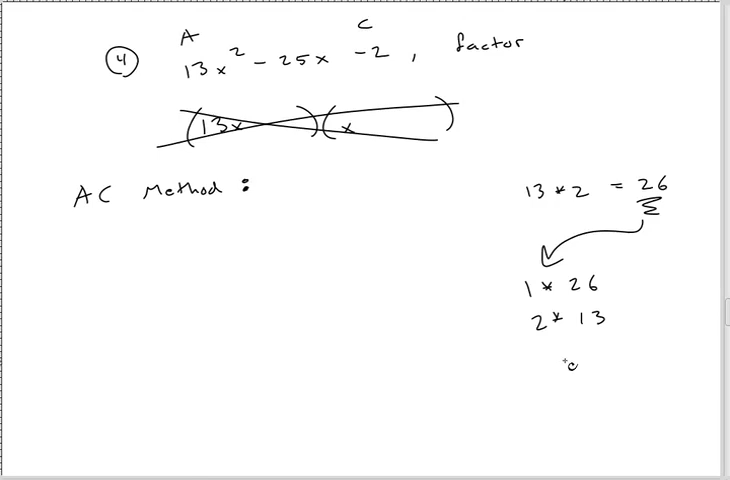 A C
④ 13x² - 25x - 2 , factor
(13x )(x )
AC Method :
13 * 2 = 26
1 * 26
2 * 13